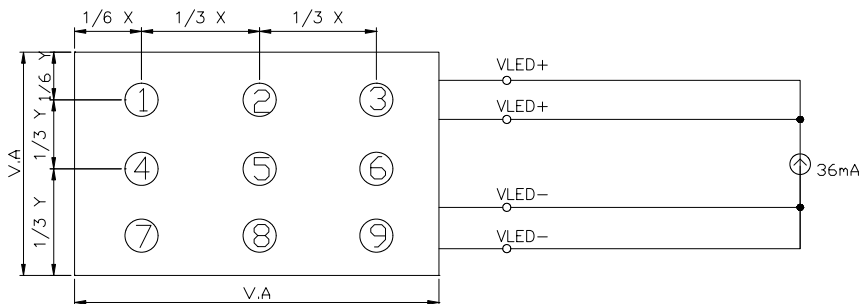 1/6 X 1/3 X 1/3 X
1/6 Y
1/3 Y
1/3 Y
V.A
1 2 3
4 5 6
7 8 9
V.A
VLED+
VLED+
36mA
VLED-
VLED-